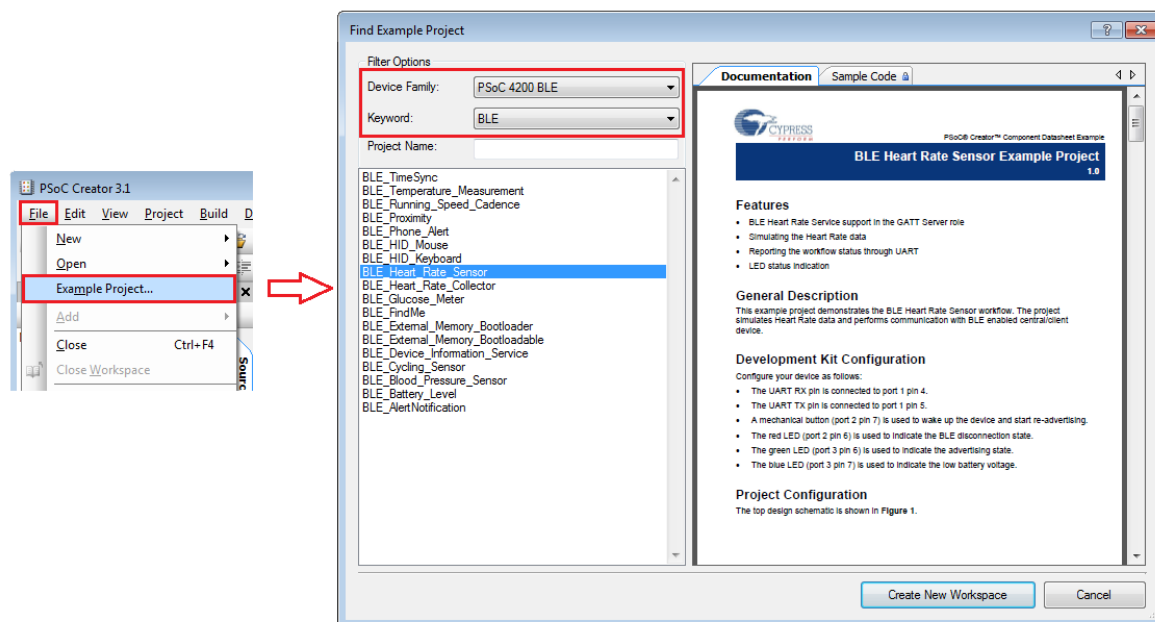 PSoC Creator 3.1
File Edit View Project Build D
New
Open
Example Project...
Add
Close Ctrl+F4
Close Workspace
Sourc
Find Example Project
Filter Options
Device Family: PSoC 4200 BLE
Keyword: BLE
Project Name:
BLE_TimeSync
BLE_Temperature_Measurement
BLE_Running_Speed_Cadence
BLE_Proximity
BLE_Phone_Alert
BLE_HID_Mouse
BLE_HID_Keyboard
BLE_Heart_Rate_Sensor
BLE_Heart_Rate_Collector
BLE_Glucose_Meter
BLE_FindMe
BLE_External_Memory_Bootloader
BLE_External_Memory_Bootloadable
BLE_Device_Information_Service
BLE_Cycling_Sensor
BLE_Blood_Pressure_Sensor
BLE_Battery_Level
BLE_AlertNotification
Documentation Sample Code
CYPRESS
PERFORM
PSoC® Creator™ Component Datasheet Example
BLE Heart Rate Sensor Example Project
1.0
Features
• BLE Heart Rate Service support in the GATT Server role
• Simulating the Heart Rate data
• Reporting the workflow status through UART
• LED status indication
General Description
This example project demonstrates the BLE Heart Rate Sensor workflow. The project
simulates Heart Rate data and performs communication with BLE enabled central/client
device.
Development Kit Configuration
Configure your device as follows:
• The UART RX pin is connected to port 1 pin 4.
• The UART TX pin is connected to port 1 pin 5.
• A mechanical button (port 2 pin 7) is used to wake up the device and start re-advertising.
• The red LED (port 2 pin 6) is used to indicate the BLE disconnection state.
• The green LED (port 3 pin 6) is used to indicate the advertising state.
• The blue LED (port 3 pin 7) is used to indicate the low battery voltage.
Project Configuration
The top design schematic is shown in Figure 1.
Create New Workspace Cancel